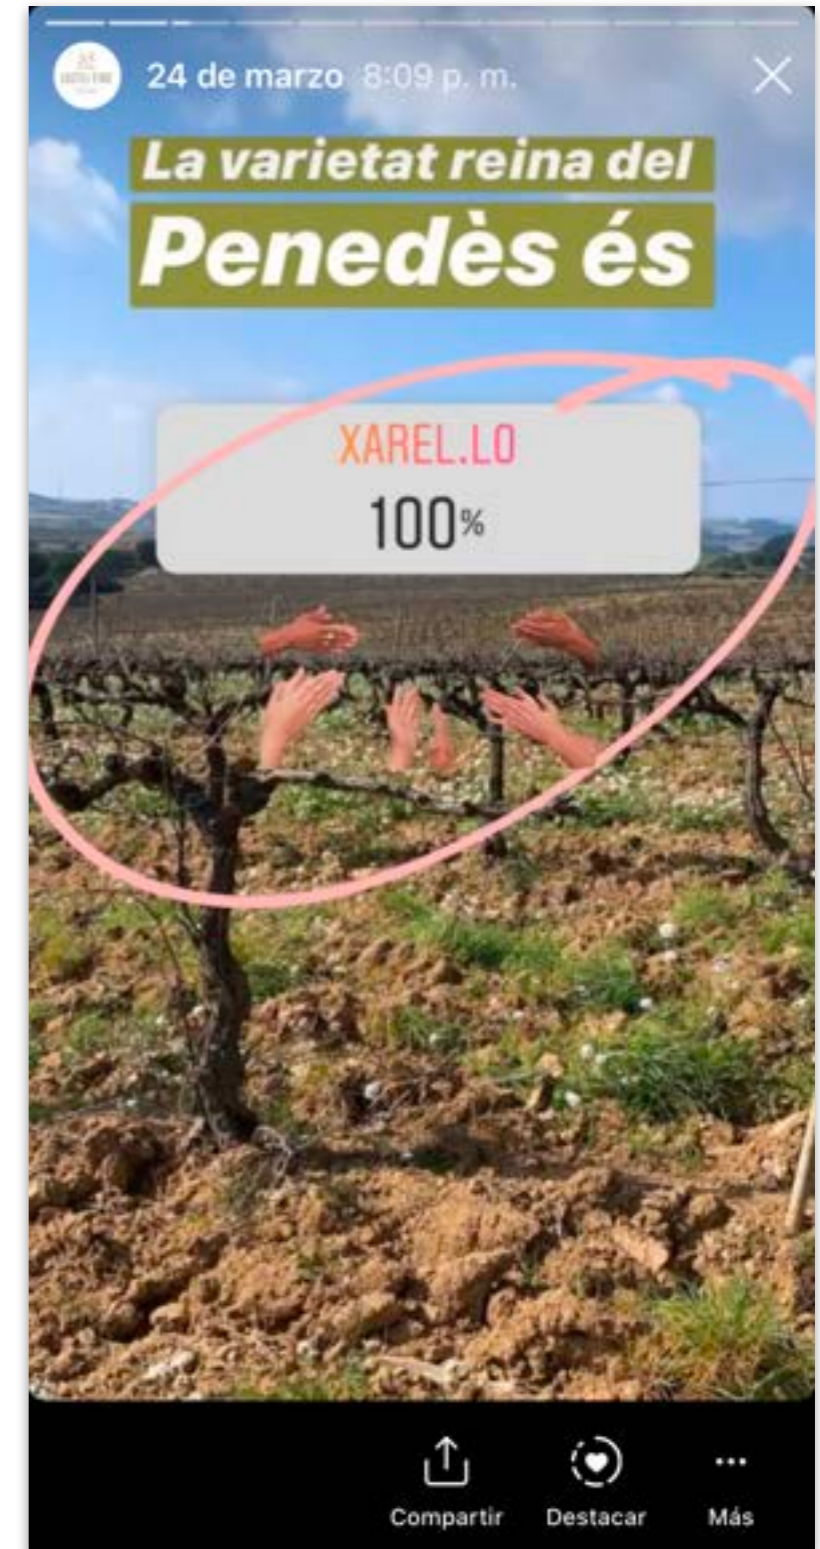 24 de marzo 8:09 p. m.
La varietat reina del
Penedès és
XAREL.LO
100%
Compartir
Destacar
Más